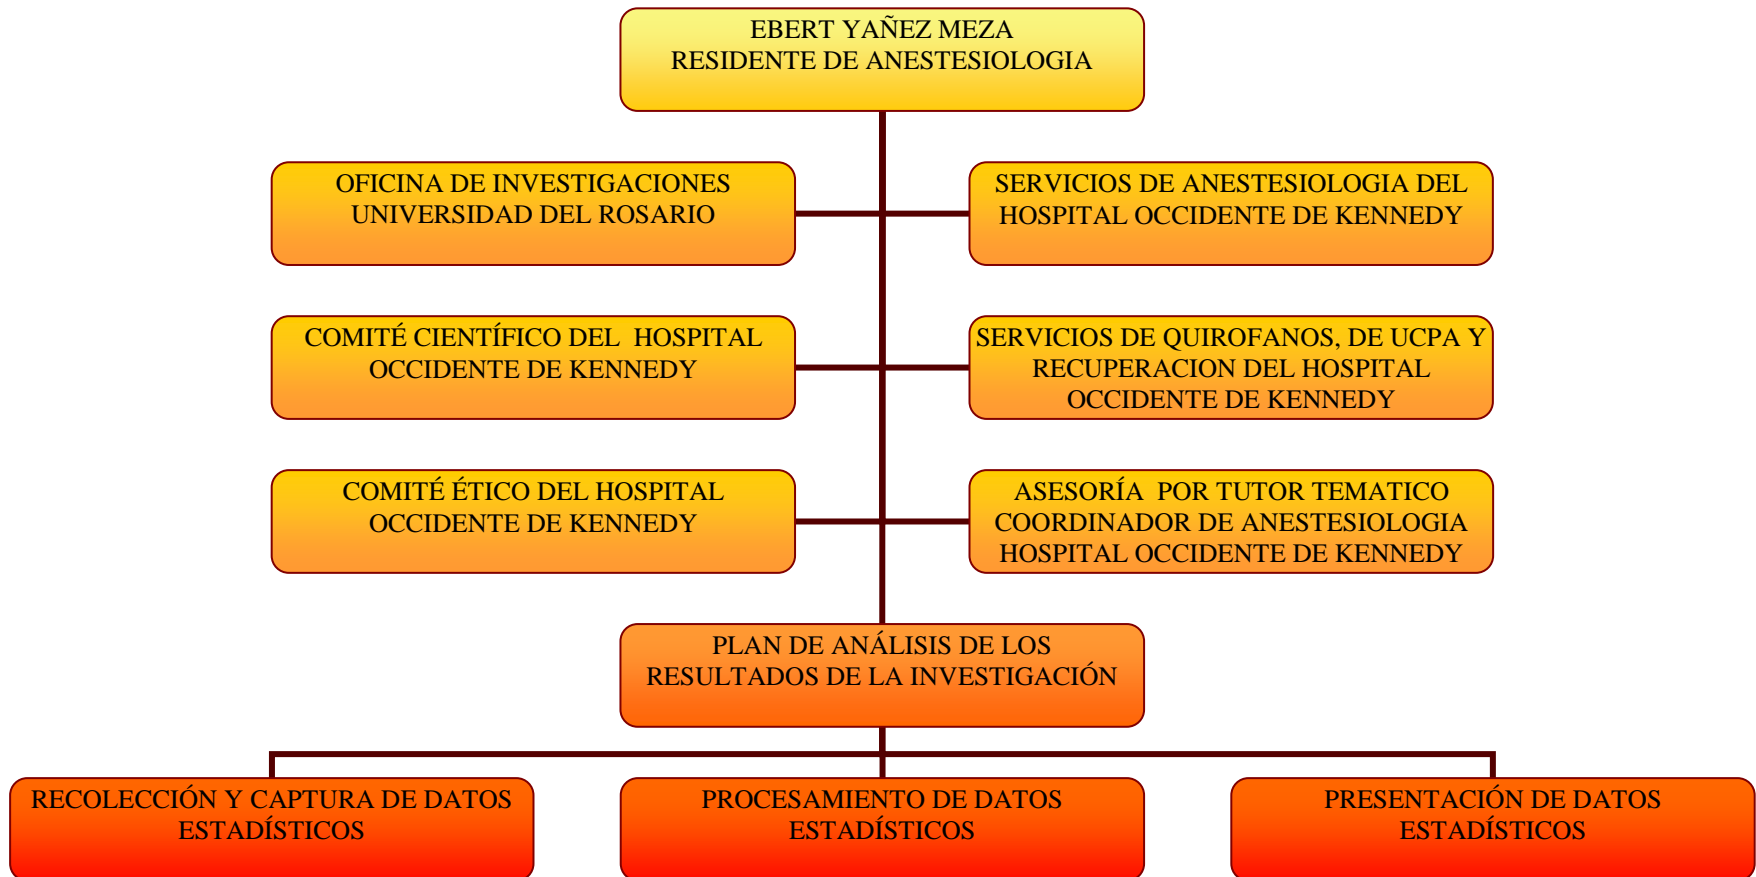 EBERT YAÑEZ MEZA
RESIDENTE DE ANESTESIOLOGIA
OFICINA DE INVESTIGACIONES
UNIVERSIDAD DEL ROSARIO
SERVICIOS DE ANESTESIOLOGIA DEL
HOSPITAL OCCIDENTE DE KENNEDY
COMITÉ CIENTÍFICO DEL  HOSPITAL
OCCIDENTE DE KENNEDY
SERVICIOS DE QUIROFANOS, DE UCPA Y
RECUPERACION DEL HOSPITAL
OCCIDENTE DE KENNEDY
COMITÉ ÉTICO DEL HOSPITAL
OCCIDENTE DE KENNEDY
ASESORÍA  POR TUTOR TEMATICO
COORDINADOR DE ANESTESIOLOGIA
HOSPITAL OCCIDENTE DE KENNEDY
PLAN DE ANÁLISIS DE LOS
RESULTADOS DE LA INVESTIGACIÓN
RECOLECCIÓN Y CAPTURA DE DATOS
ESTADÍSTICOS
PROCESAMIENTO DE DATOS
ESTADÍSTICOS
PRESENTACIÓN DE DATOS
ESTADÍSTICOS